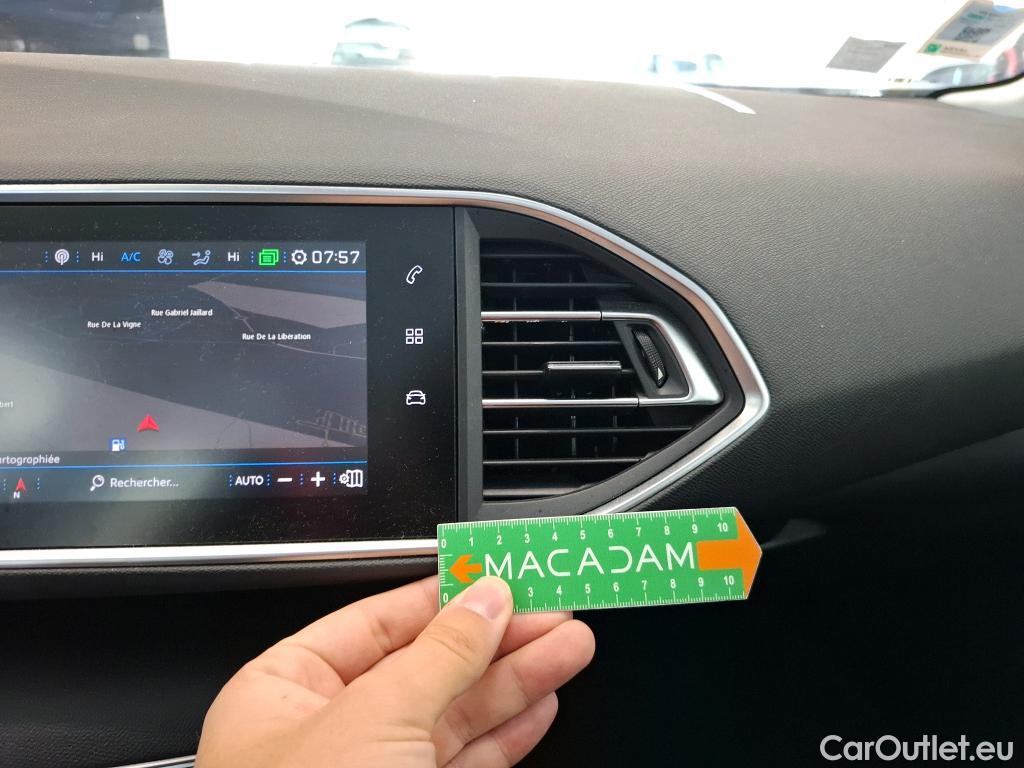 Hi A/C Hi 07:57
Rue Gabriel Jaillard
Rue De La Vigne
Rue De La Libération
bert
artographiée
N Rechercher... AUTO − +
0 1 2 3 4 5 6 7 8 9 10
MACADAM
0 3 4 5 6 7 8 9 10
CarOutlet.eu